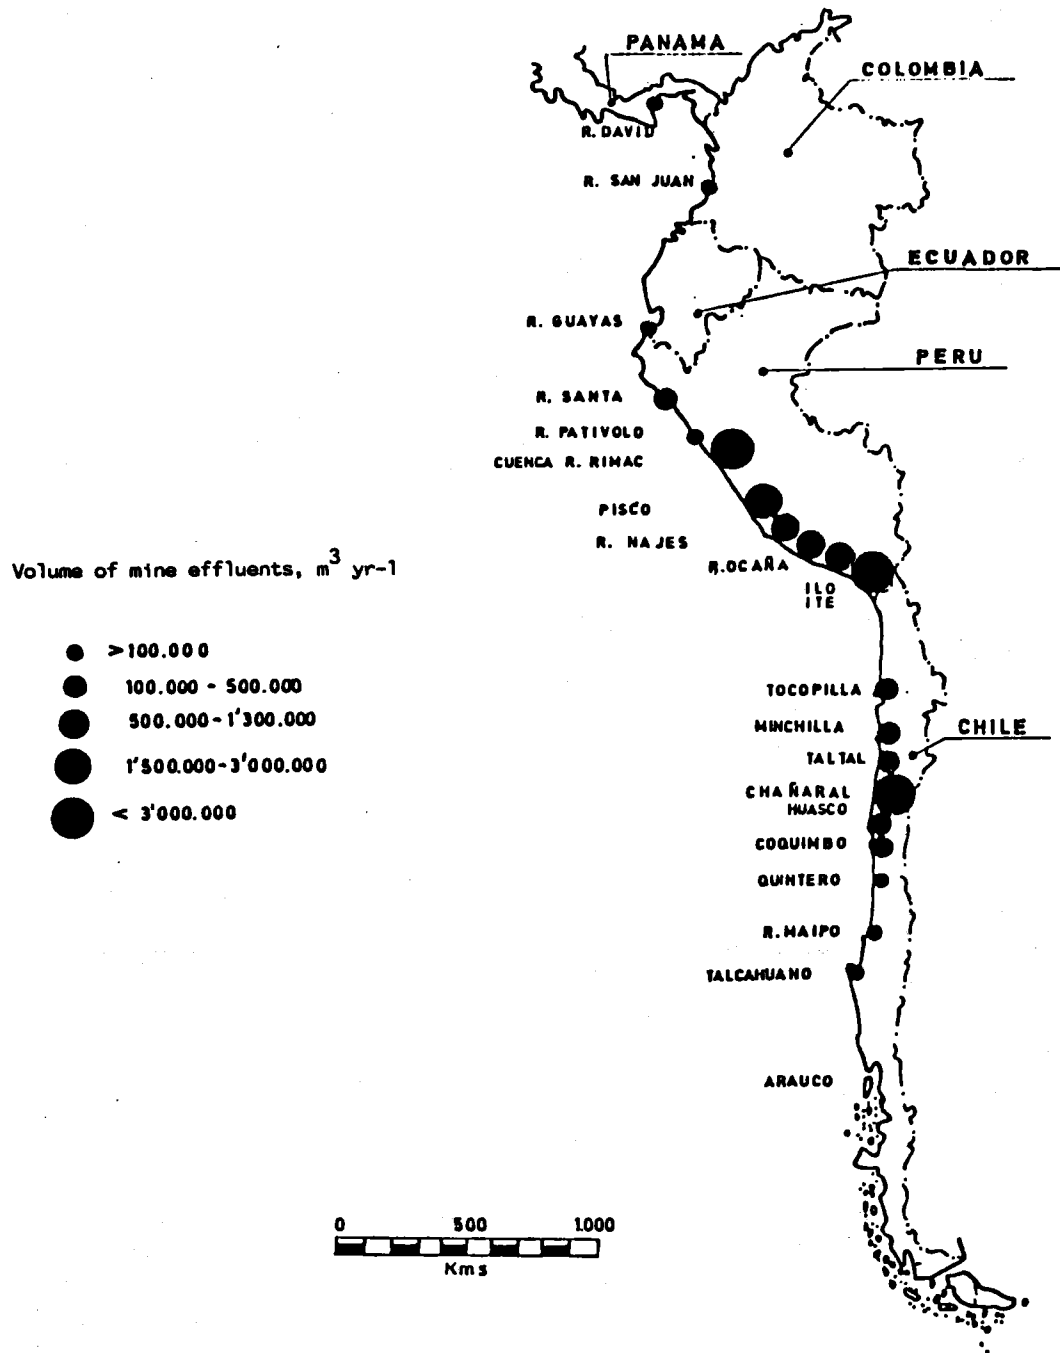 PANAMA
COLOMBIA
R. DAVID
R. SAN JUAN
ECUADOR
R. GUAYAS
PERU
R. SANTA
R. PATIVOLO
CUENCA R. RIMAC
PISCO
R. NAJES
R. OCAÑA
ILO
ITE
Volume of mine effluents, m³ yr-1
>100.000
100.000 - 500.000
500.000 - 1'300.000
1'500.000 - 3'000.000
< 3'000.000
TOCOPILLA
MINCHILLA
CHILE
TALTAL
CHAÑARAL
HUASCO
COQUIMBO
QUINTERO
R. MAIPO
TALCAHUANO
ARAUCO
0 500 1.000
Kms